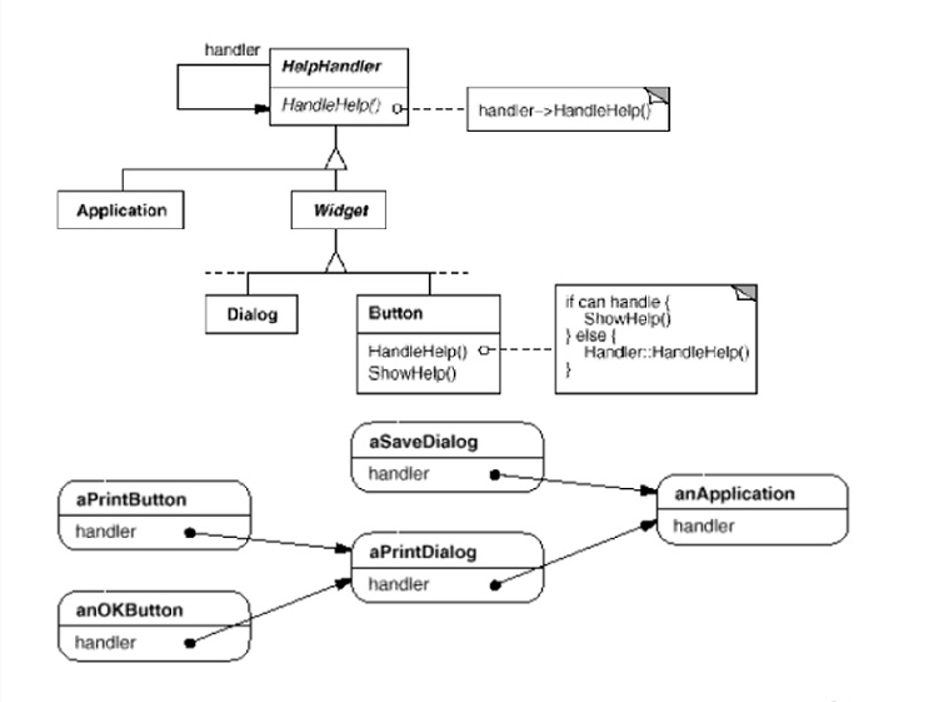 handler
HelpHandler
HandleHelp()
handler->HandleHelp()
Application
Widget
Dialog
Button
HandleHelp()
ShowHelp()
if can handle {
ShowHelp()
} else {
Handler::HandleHelp()
}
aSaveDialog
handler
aPrintButton
handler
anApplication
handler
aPrintDialog
handler
anOKButton
handler